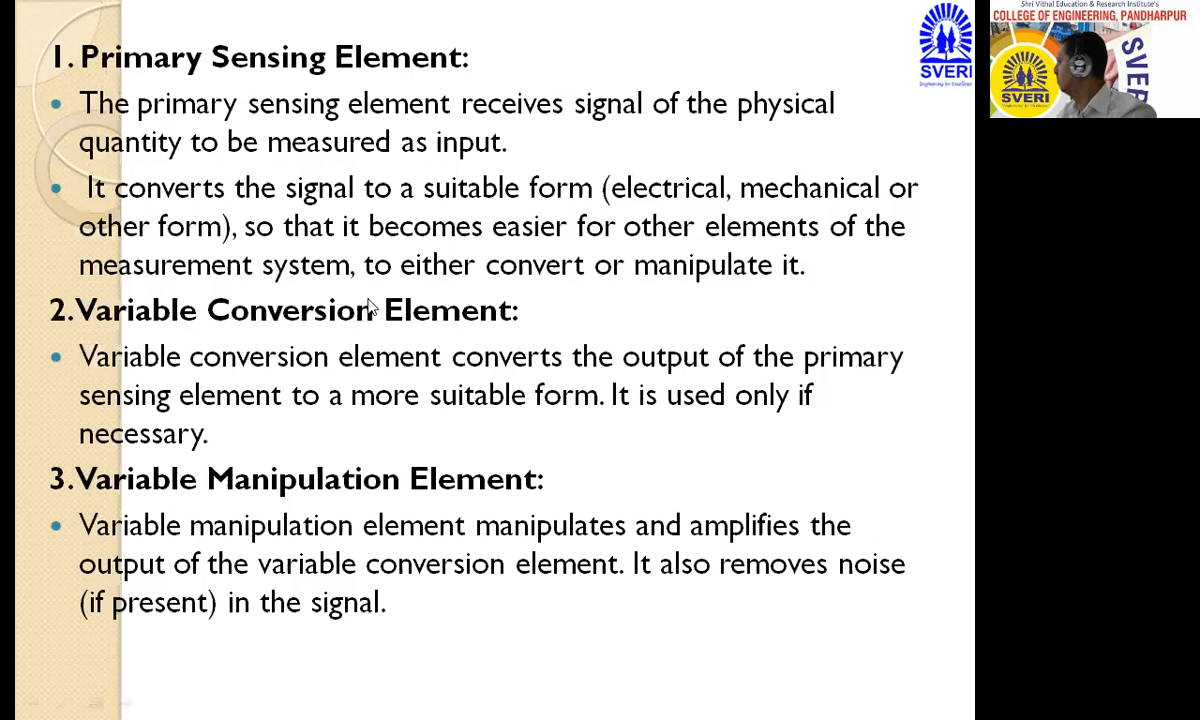 1. Primary Sensing Element:
• The primary sensing element receives signal of the physical
quantity to be measured as input.
• It converts the signal to a suitable form (electrical, mechanical or
other form), so that it becomes easier for other elements of the
measurement system, to either convert or manipulate it.
2. Variable Conversion Element:
• Variable conversion element converts the output of the primary
sensing element to a more suitable form. It is used only if
necessary.
3. Variable Manipulation Element:
• Variable manipulation element manipulates and amplifies the
output of the variable conversion element. It also removes noise
(if present) in the signal.
SVERI
Engineering for Excellence
Shri Vithal Education & Research Institute's
COLLEGE OF ENGINEERING, PANDHARPUR
SVERI
SVER